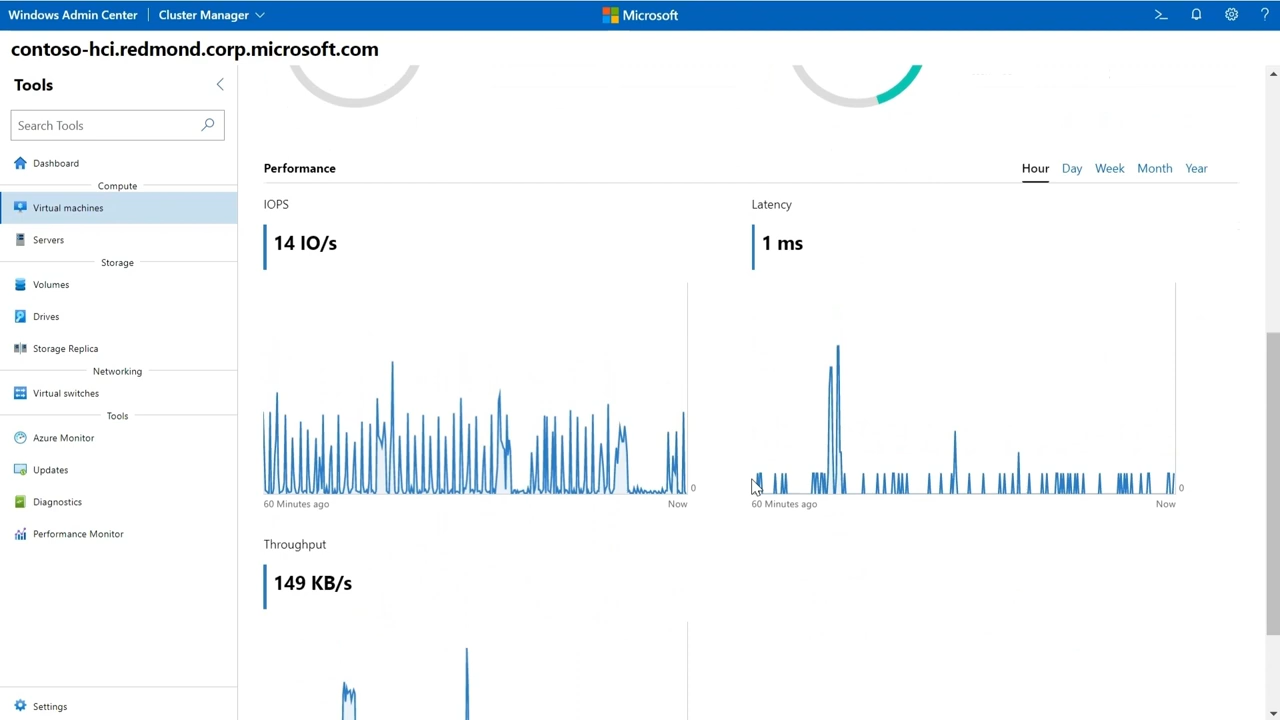 Windows Admin Center
Cluster Manager
Microsoft
contoso-hci.redmond.corp.microsoft.com
Tools
Search Tools
Dashboard
Compute
Virtual machines
Servers
Storage
Volumes
Drives
Storage Replica
Networking
Virtual switches
Tools
Azure Monitor
Updates
Diagnostics
Performance Monitor
Settings
Performance
Hour Day Week Month Year
IOPS
14 IO/s
0
60 Minutes ago Now
Latency
1 ms
0
60 Minutes ago Now
Throughput
149 KB/s